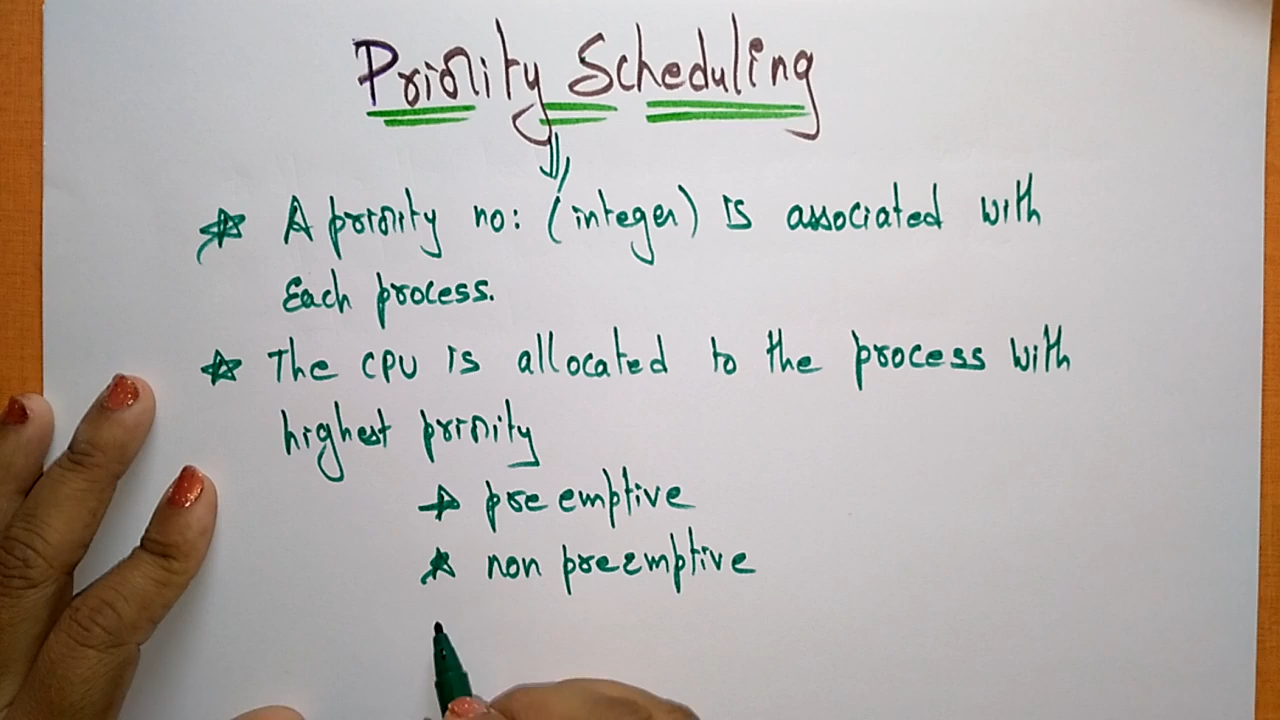 Priority Scheduling
A priority no: (integer) is associated with
Each process.
The CPU is allocated to the process with
highest priority
preemptive
non preemptive